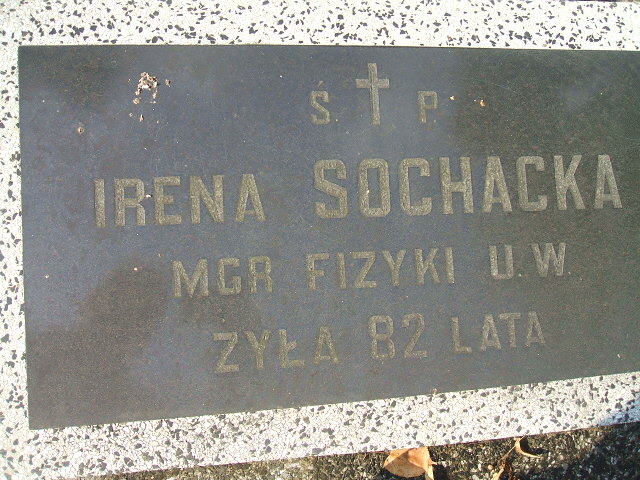 Ś. P.
IRENA SOCHACKA
MGR FIZYKI U.W.
ŻYŁA 82 LATA